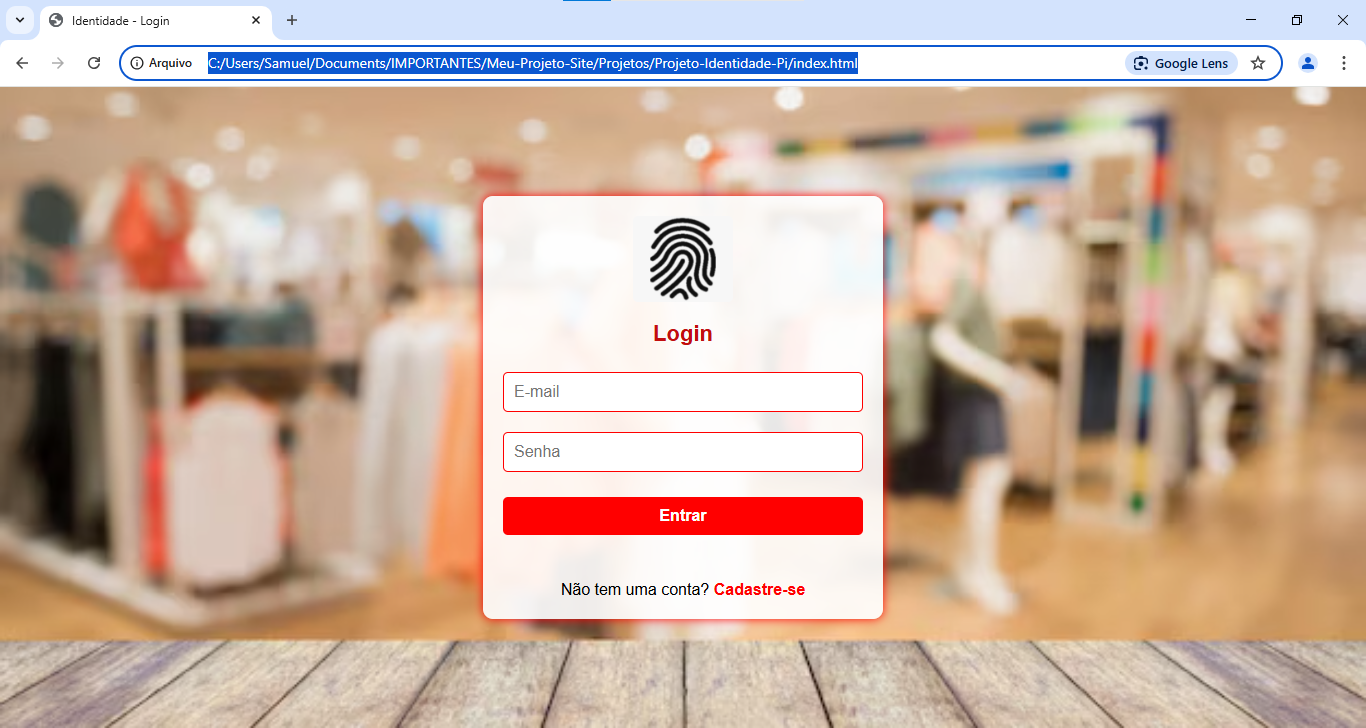 Identidade - Login
Arquivo C:/Users/Samuel/Documents/IMPORTANTES/Meu-Projeto-Site/Projetos/Projeto-Identidade-Pi/index.html Google Lens
Login
E-mail
Senha
Entrar
Não tem uma conta? Cadastre-se